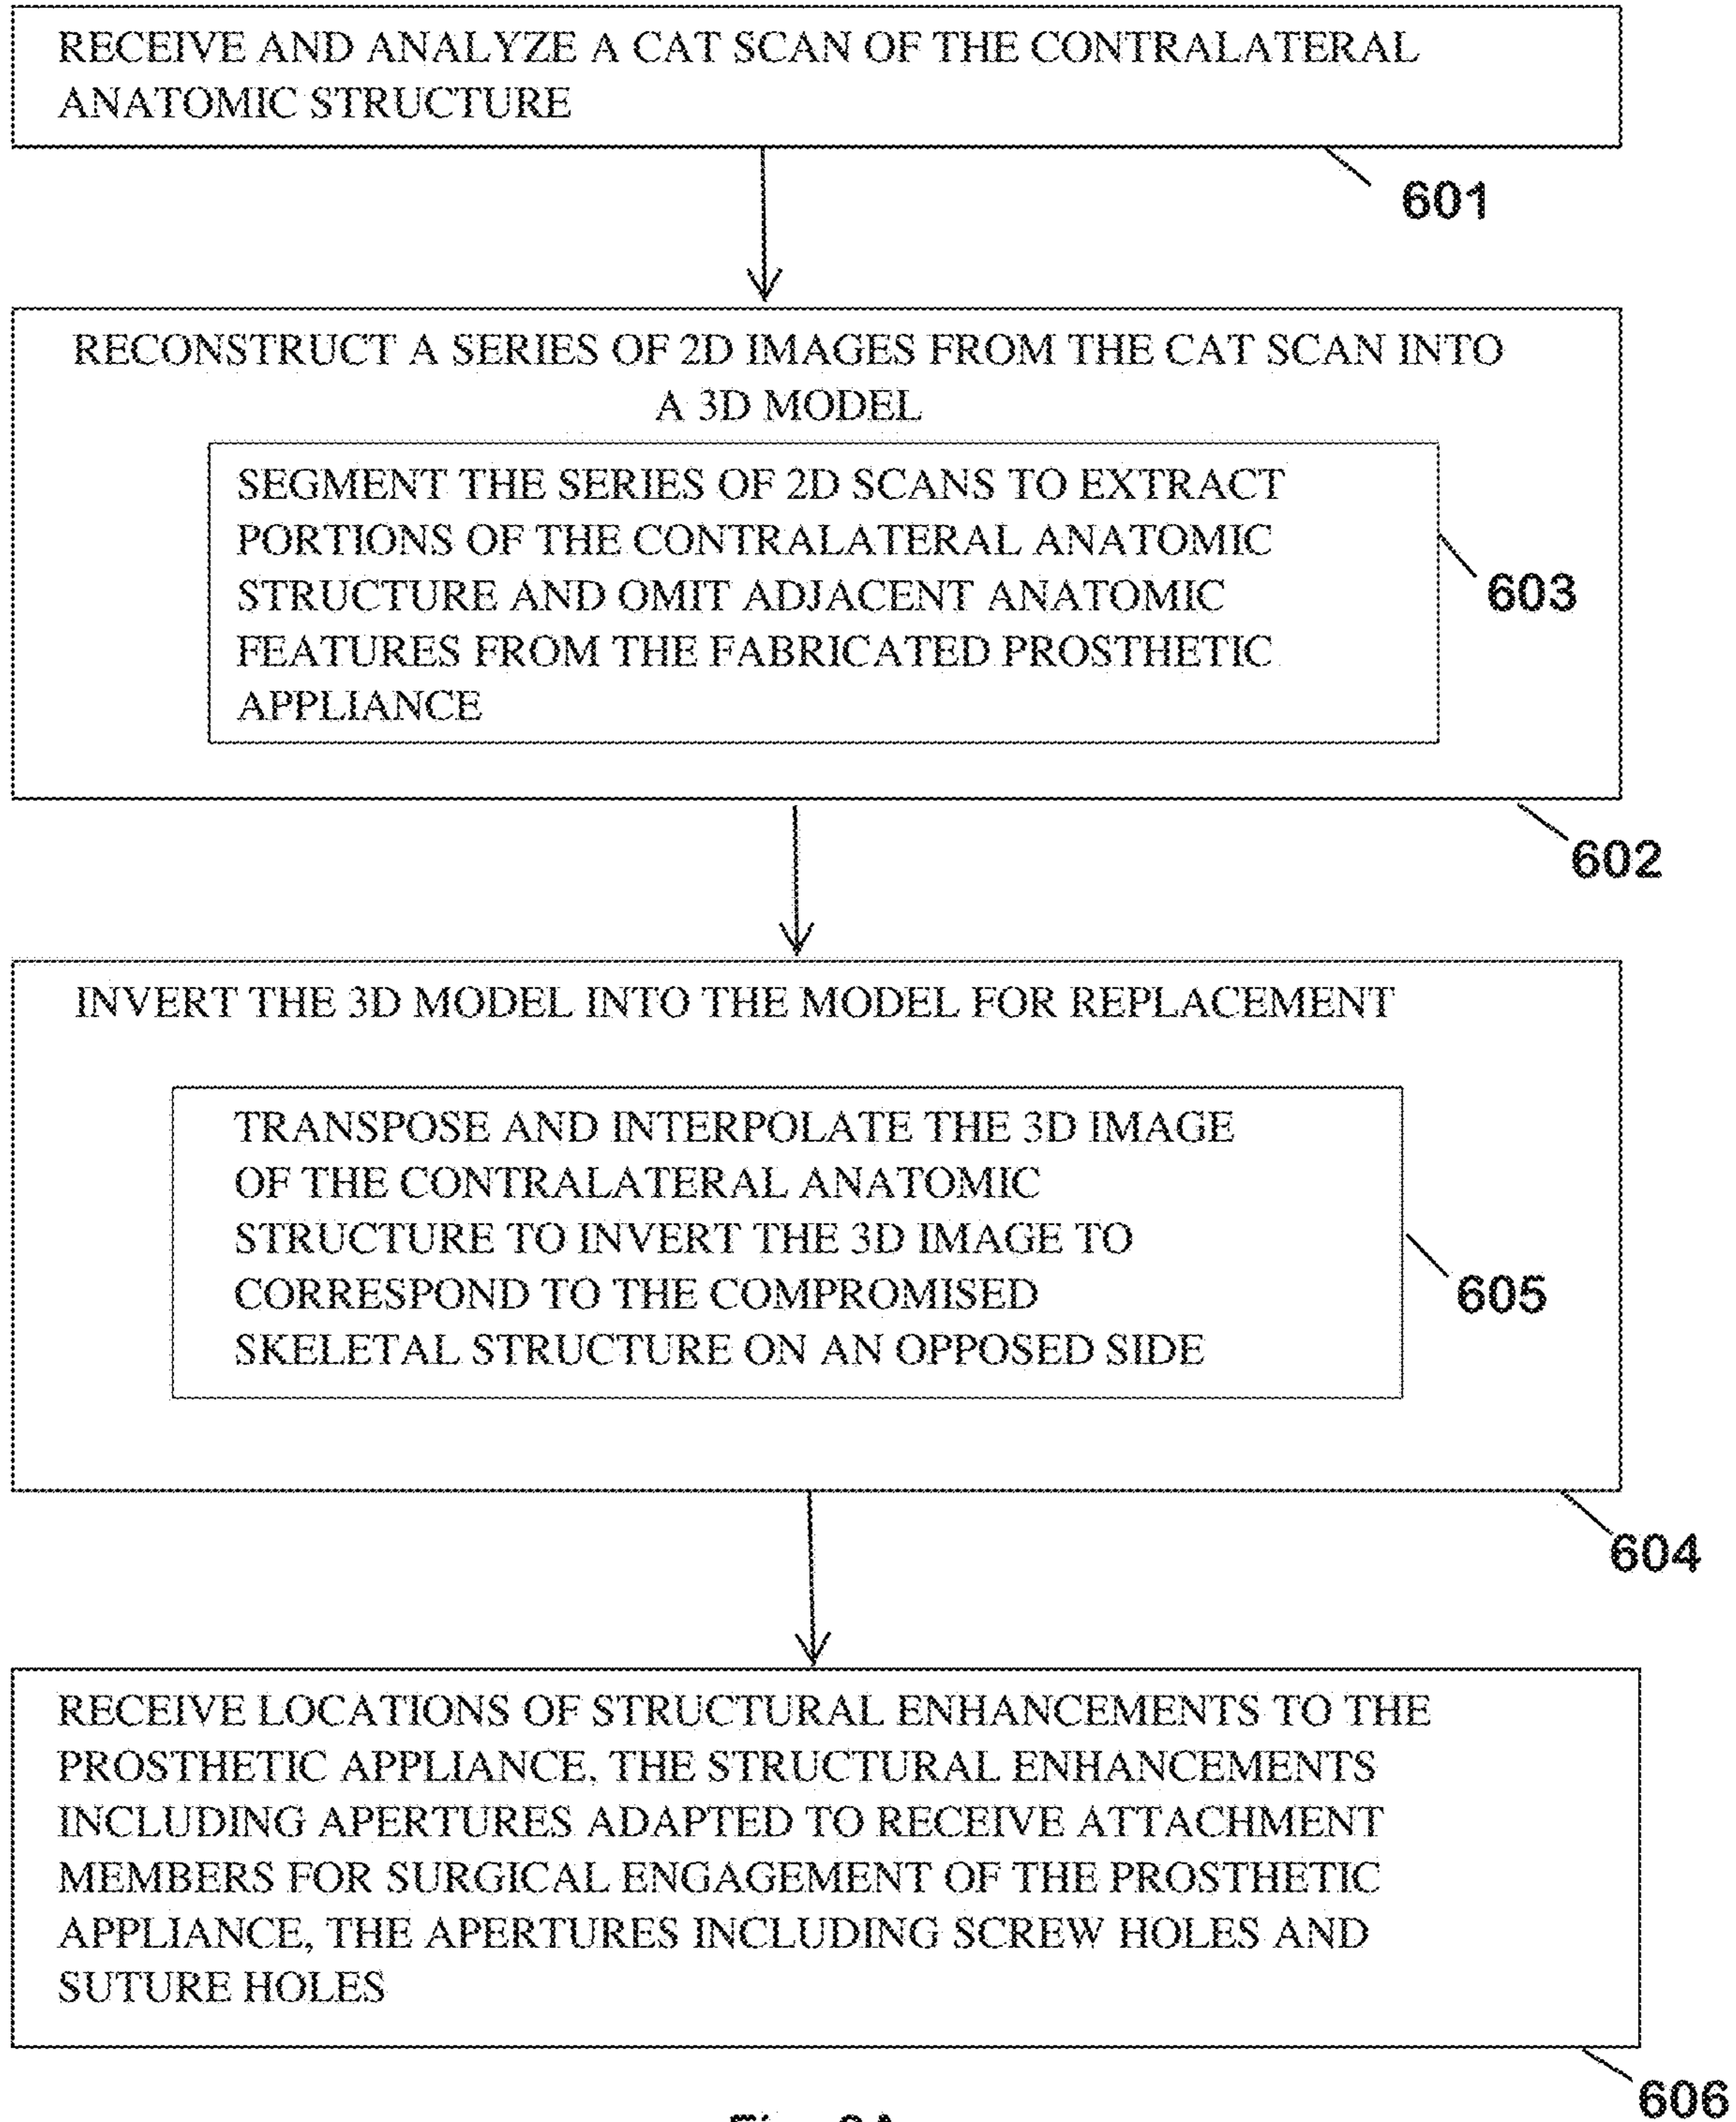 RECEIVE AND ANALYZE A CAT SCAN OF THE CONTRALATERAL
ANATOMIC STRUCTURE
601
RECONSTRUCT A SERIES OF 2D IMAGES FROM THE CAT SCAN INTO
A 3D MODEL
SEGMENT THE SERIES OF 2D SCANS TO EXTRACT
PORTIONS OF THE CONTRALATERAL ANATOMIC
STRUCTURE AND OMIT ADJACENT ANATOMIC
FEATURES FROM THE FABRICATED PROSTHETIC
APPLIANCE
603
602
INVERT THE 3D MODEL INTO THE MODEL FOR REPLACEMENT
TRANSPOSE AND INTERPOLATE THE 3D IMAGE
OF THE CONTRALATERAL ANATOMIC
STRUCTURE TO INVERT THE 3D IMAGE TO
CORRESPOND TO THE COMPROMISED
SKELETAL STRUCTURE ON AN OPPOSED SIDE
605
604
RECEIVE LOCATIONS OF STRUCTURAL ENHANCEMENTS TO THE
PROSTHETIC APPLIANCE, THE STRUCTURAL ENHANCEMENTS
INCLUDING APERTURES ADAPTED TO RECEIVE ATTACHMENT
MEMBERS FOR SURGICAL ENGAGEMENT OF THE PROSTHETIC
APPLIANCE, THE APERTURES INCLUDING SCREW HOLES AND
SUTURE HOLES
606